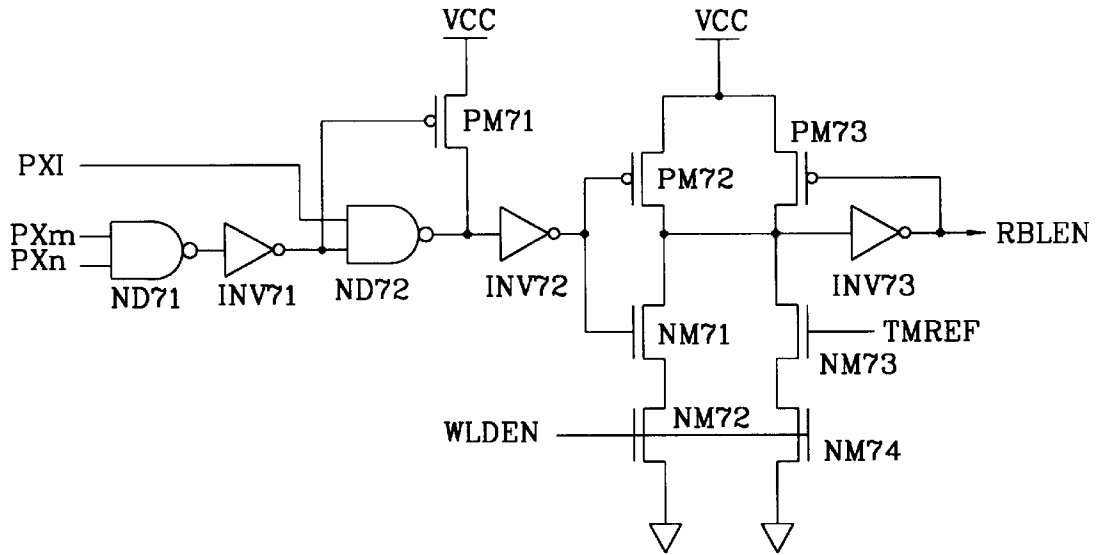 VCC
VCC
PM71
PM73
PXI
PM72
PXm
PXn
RBLEN
ND71
INV71
ND72
INV72
INV73
NM71
TMREF
NM73
NM72
WLDEN
NM74